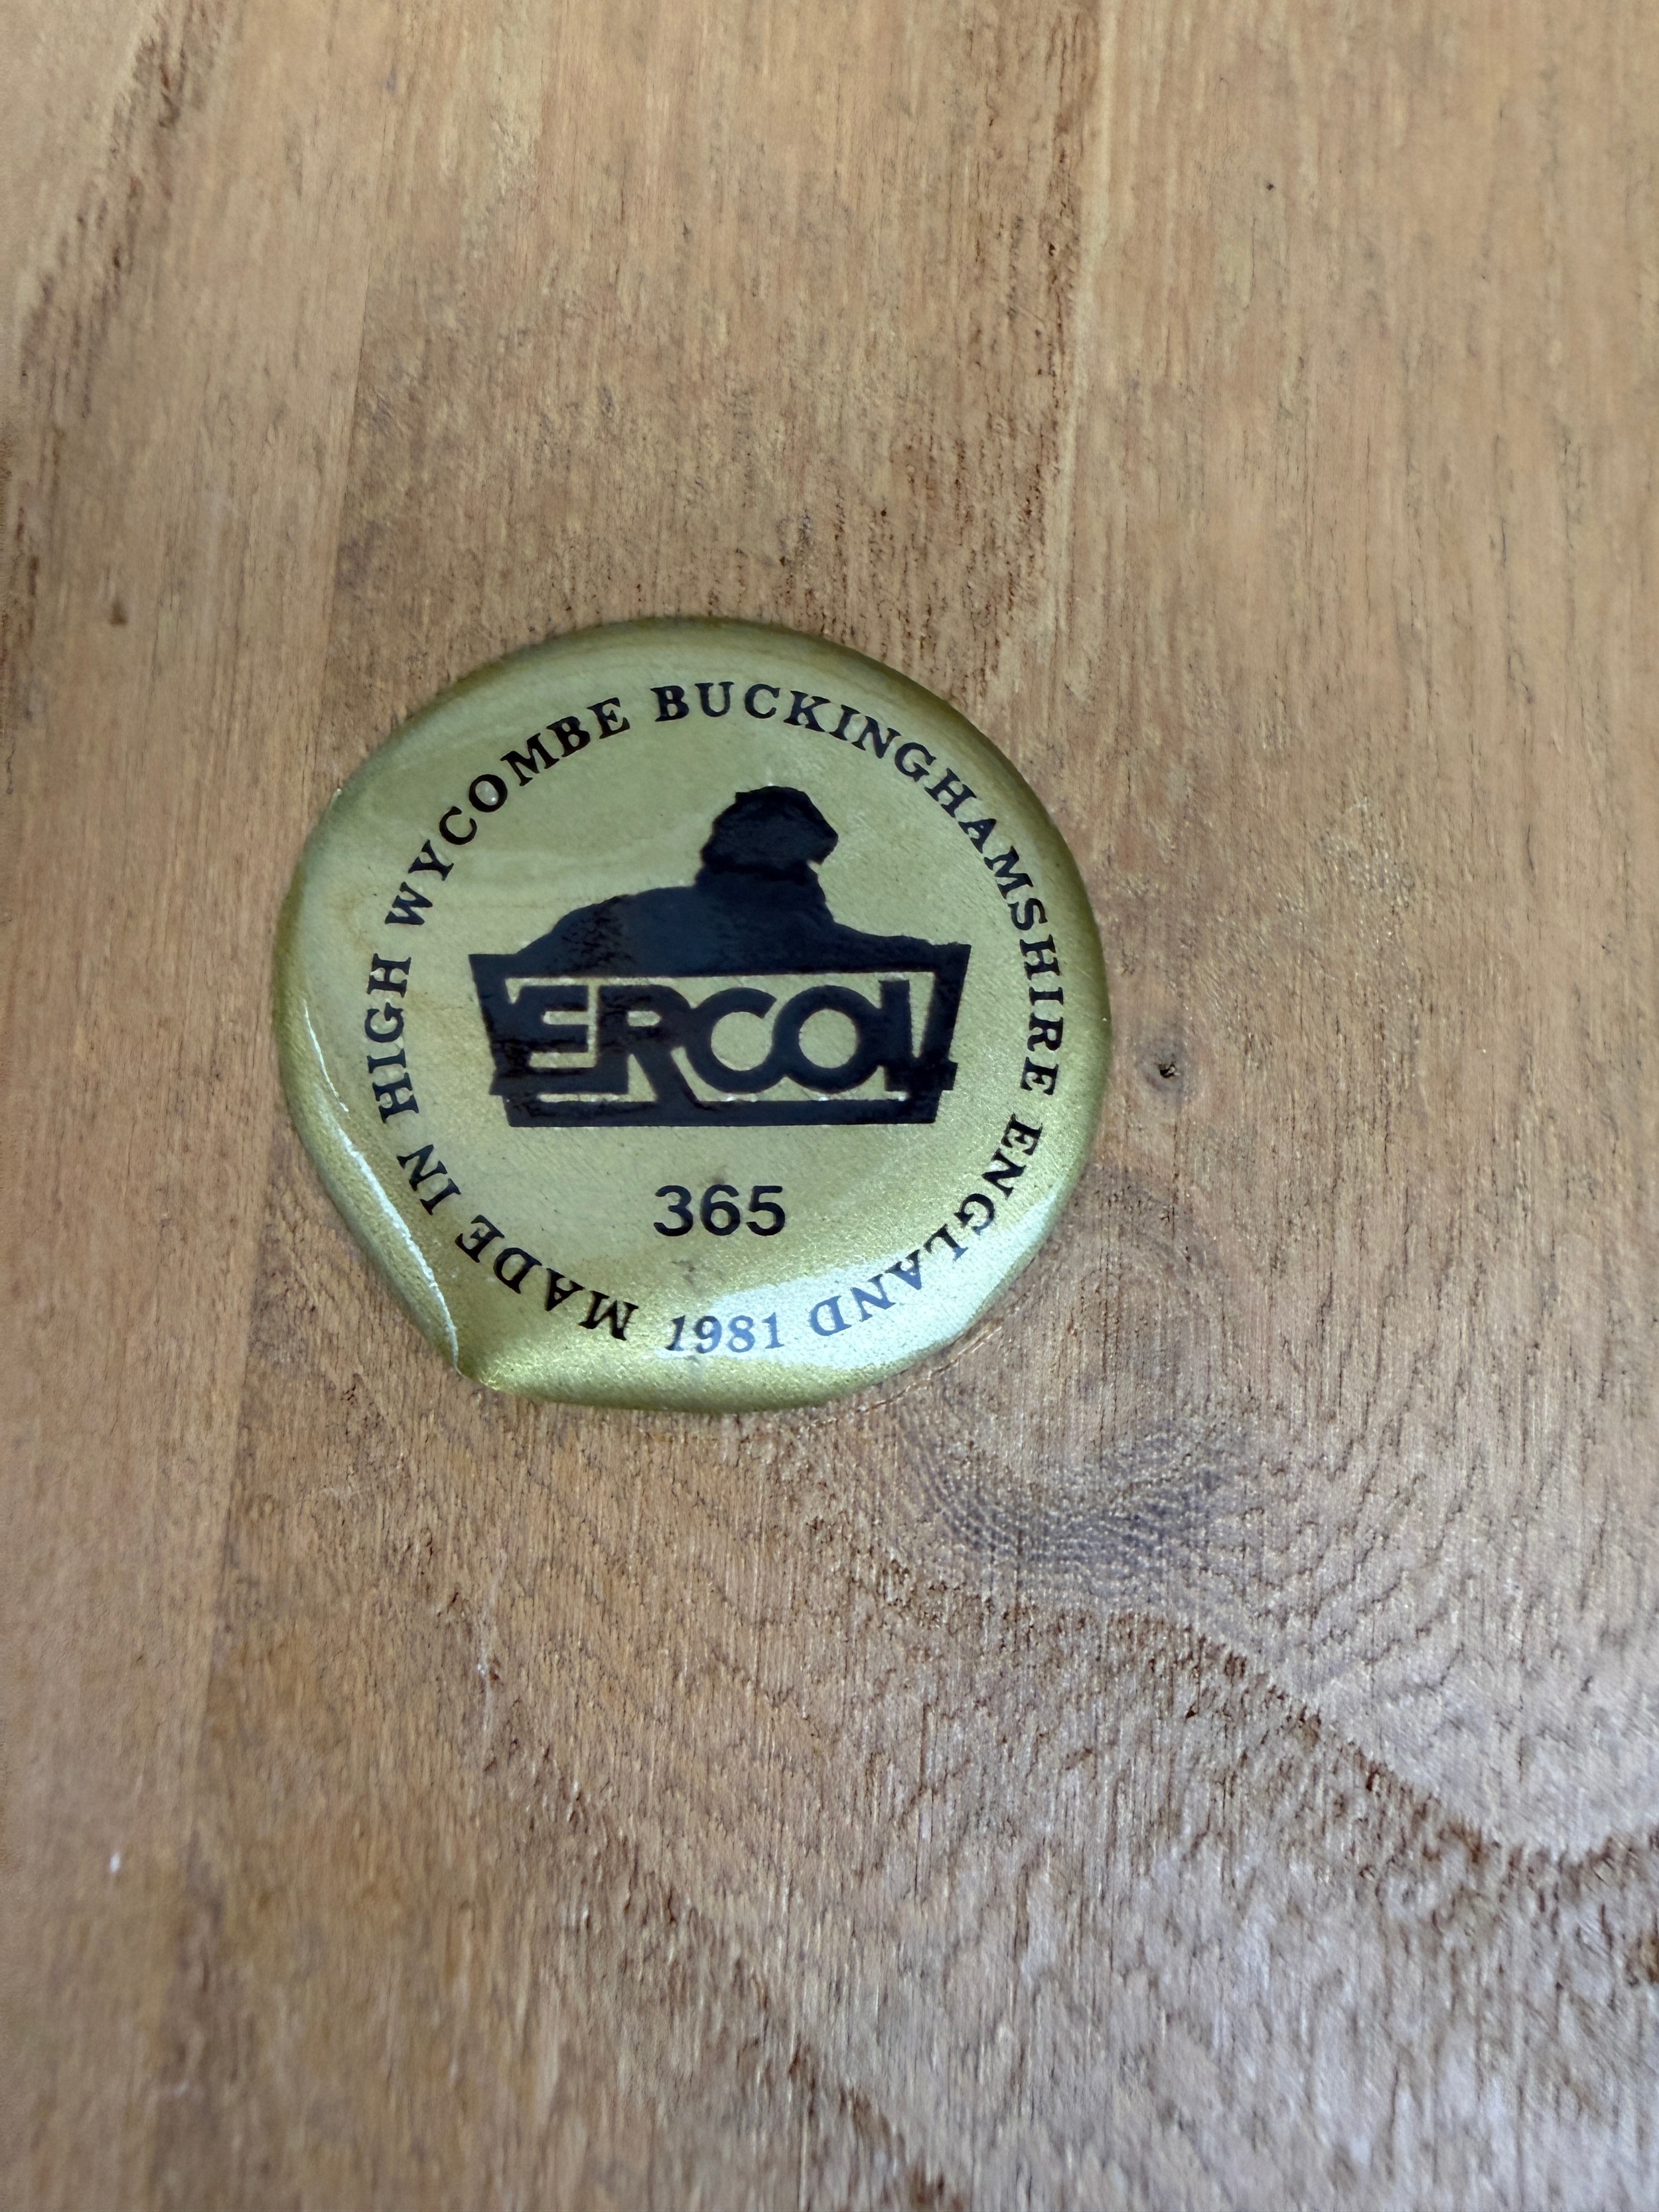 MADE IN HIGH WYCOMBE BUCKINGHAMSHIRE ENGLAND
ERCOL
365
1981